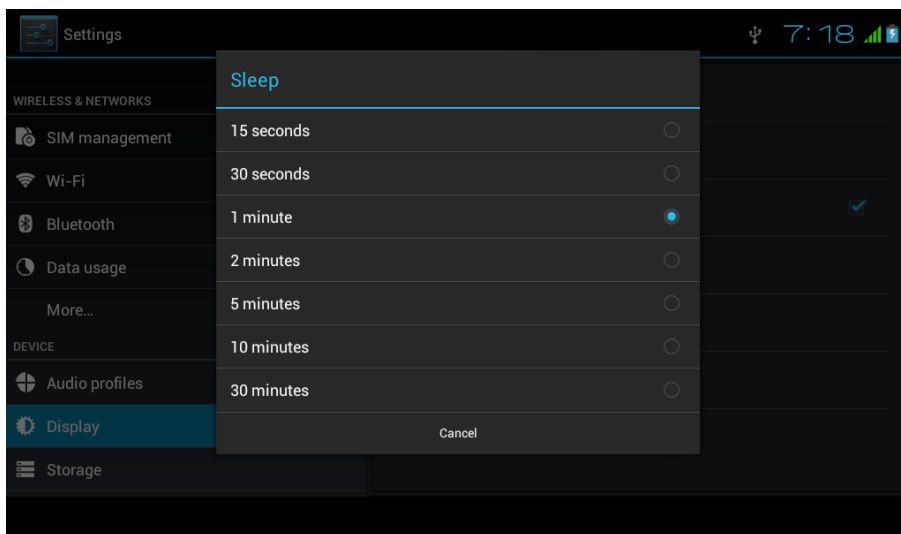 Settings
7:18
WIRELESS & NETWORKS
SIM management
Wi-Fi
Bluetooth
Data usage
More...
DEVICE
Audio profiles
Display
Storage
Sleep
15 seconds
30 seconds
1 minute
2 minutes
5 minutes
10 minutes
30 minutes
Cancel